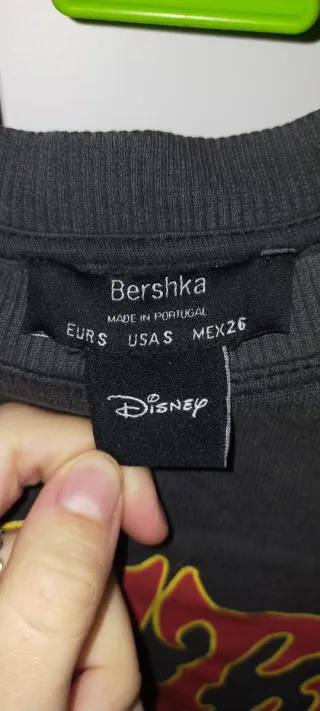 Bershka
MADE IN PORTUGAL
EUR S USA S MEX 26
Disney